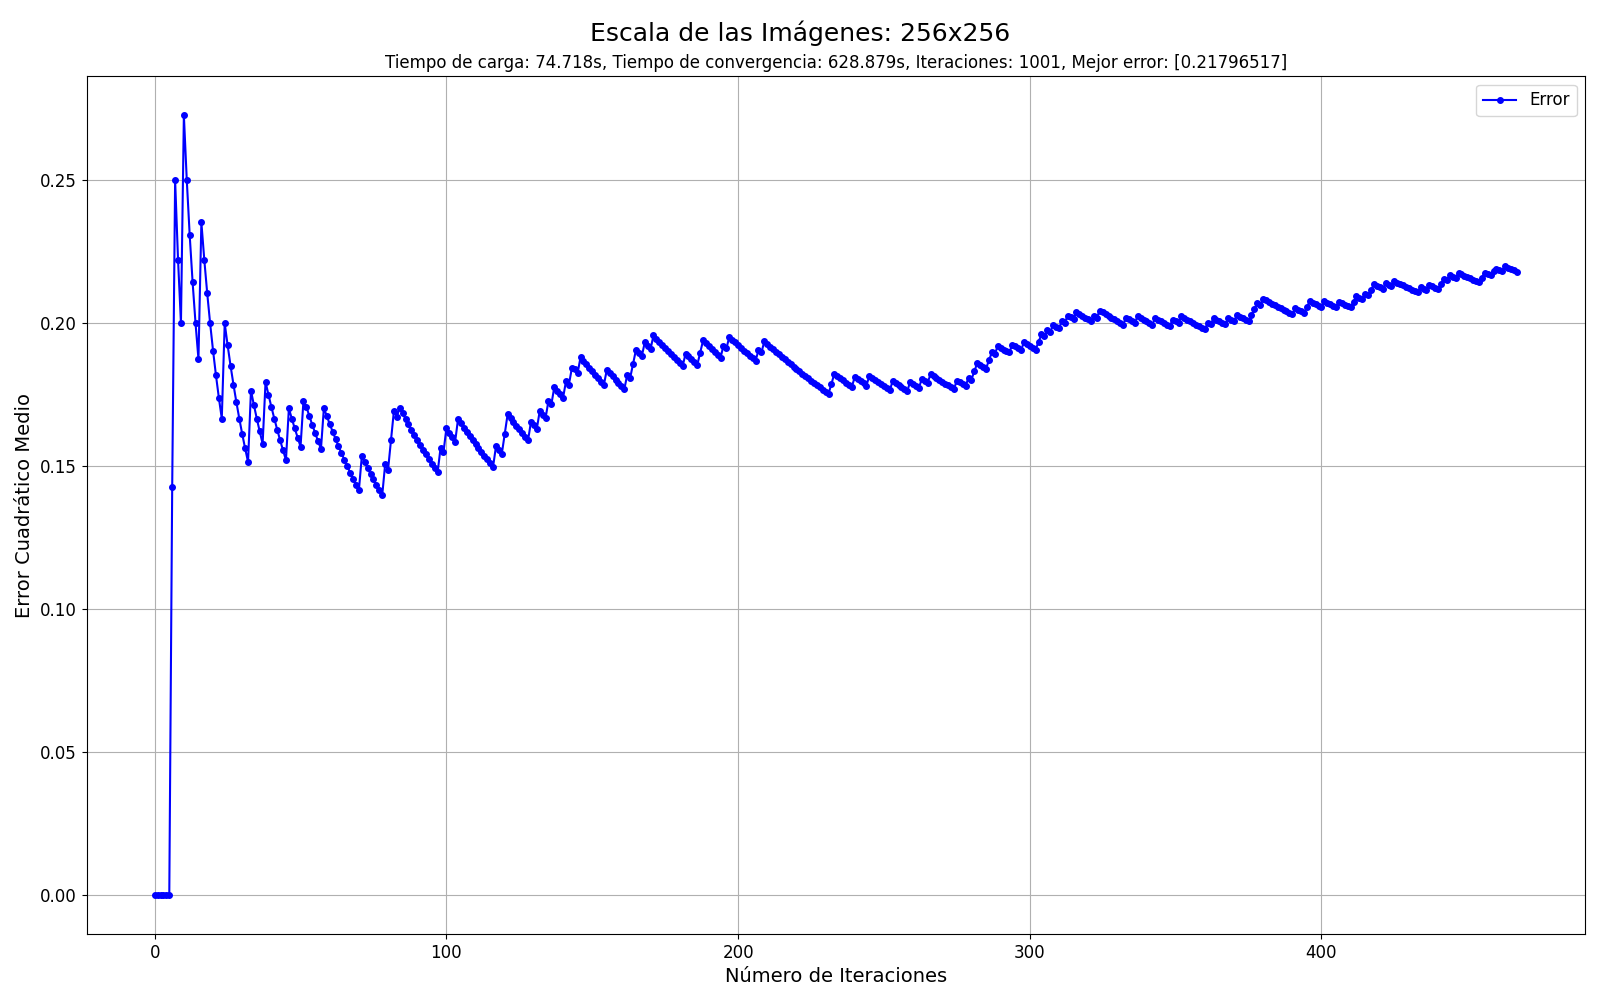 Escala de las Imágenes: 256x256
Tiempo de carga: 74.718s, Tiempo de convergencia: 628.879s, Iteraciones: 1001, Mejor error: [0.21796517]
Error
Error Cuadrático Medio
0.25
0.20
0.15
0.10
0.05
0.00
0 100 200 300 400
Número de Iteraciones